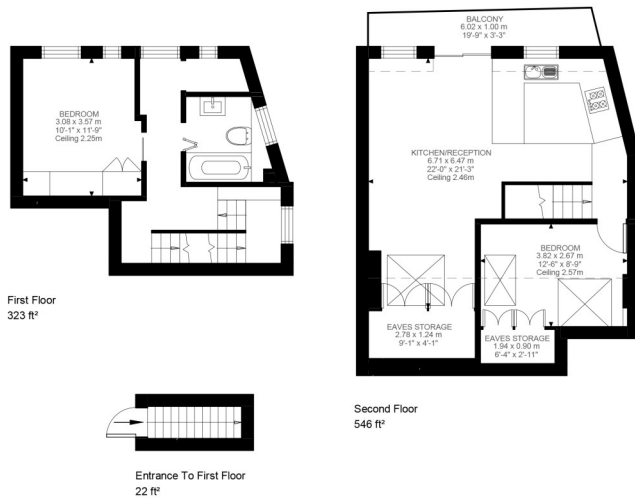 BALCONY
6.02 x 1.00 m
19'-9" x 3'-3"
BEDROOM
3.08 x 3.57 m
10'-1" x 11'-9"
Ceiling 2.25m
KITCHEN/RECEPTION
6.71 x 6.47 m
22'-0" x 21'-3"
Ceiling 2.46m
BEDROOM
3.82 x 2.67 m
12'-6" x 8'-9"
Ceiling 2.57m
First Floor
323 ft²
EAVES STORAGE
2.78 x 1.24 m
9'-1" x 4'-1"
EAVES STORAGE
1.94 x 0.90 m
6'-4" x 2'-11"
Second Floor
546 ft²
Entrance To First Floor
22 ft²